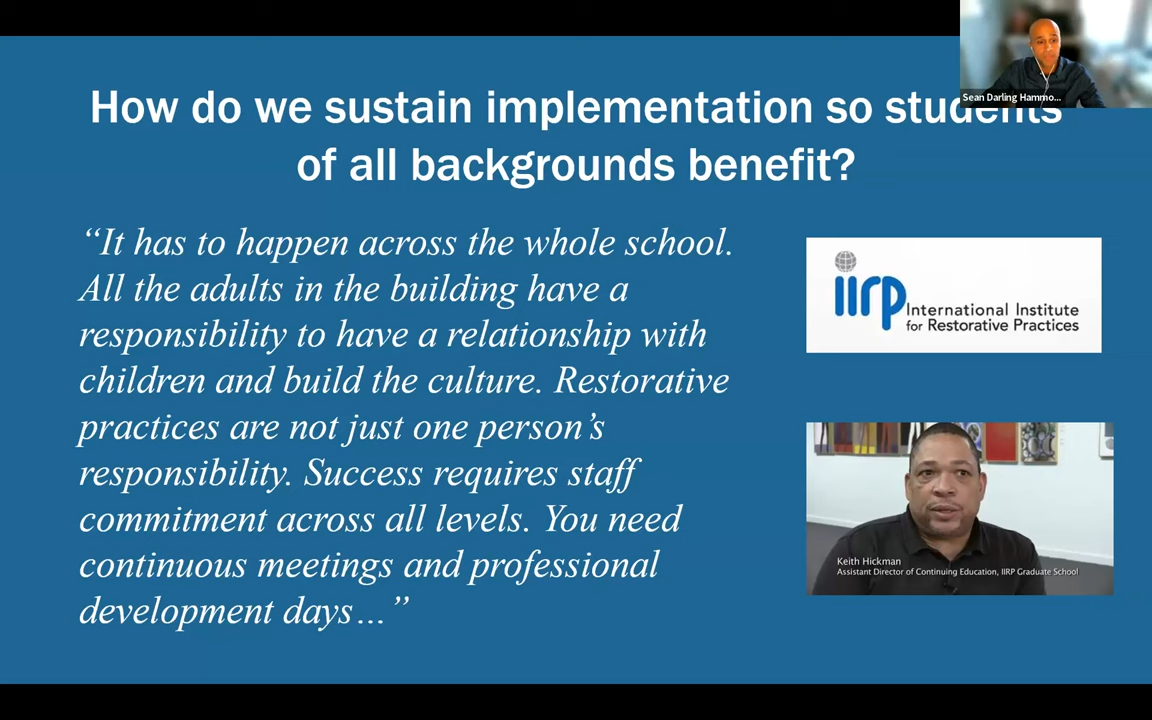 Sean Darling Hammo...
How do we sustain implementation so students
of all backgrounds benefit?
“It has to happen across the whole school.
All the adults in the building have a
responsibility to have a relationship with
children and build the culture. Restorative
practices are not just one person’s
responsibility. Success requires staff
commitment across all levels. You need
continuous meetings and professional
development days…”
iirp International Institute
for Restorative Practices
Keith Hickman
Assistant Director of Continuing Education, IIRP Graduate School